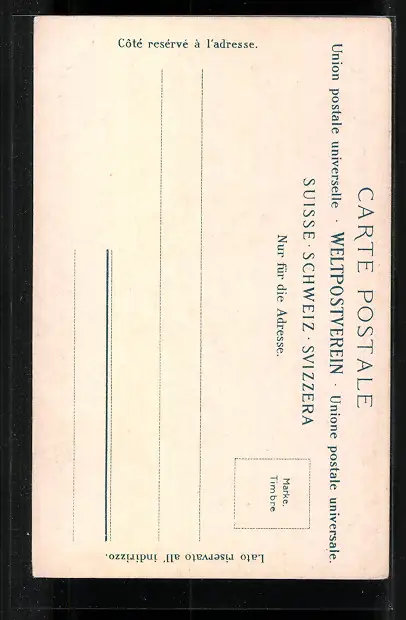 CARTE POSTALE
Union postale universelle · WELTPOSTVEREIN · Unione postale universale.
SUISSE · SCHWEIZ · SVIZZERA
Nur für die Adresse.
Côté resérvé à l'adresse.
Marke.
Timbre
Lato riservato all' indirizzo.